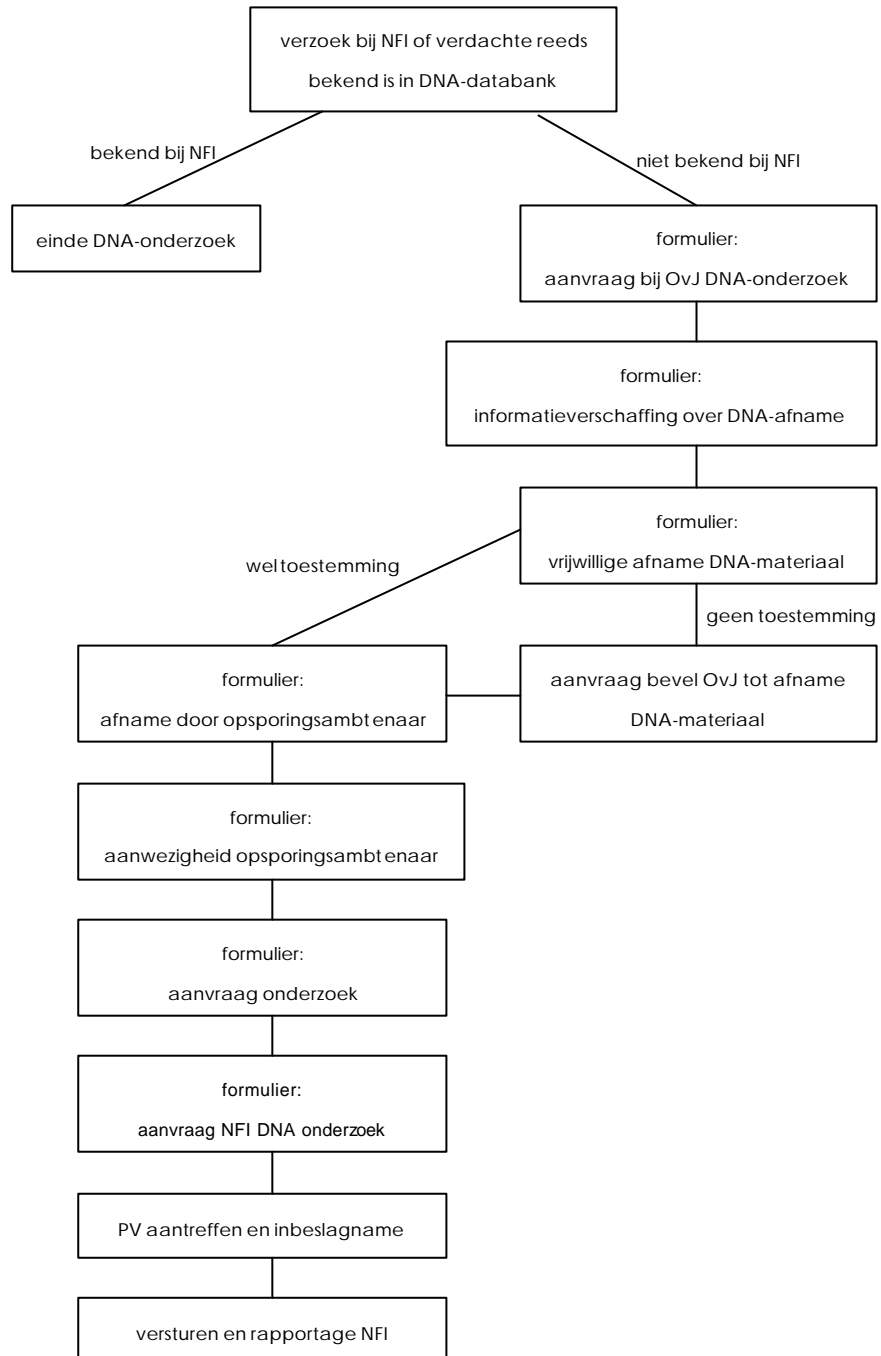 verzoek bij NFI of verdachte reeds
bekend is in DNA-databank
bekend bij NFI
niet bekend bij NFI
einde DNA-onderzoek
formulier:
aanvraag bij OvJ DNA-onderzoek
formulier:
informatieverschaffing over DNA-afname
formulier:
vrijwillige afname DNA-materiaal
wel toestemming
geen toestemming
formulier:
afname door opsporingsambtenaar
aanvraag bevel OvJ tot afname
DNA-materiaal
formulier:
aanwezigheid opsporingsambtenaar
formulier:
aanvraag onderzoek
formulier:
aanvraag NFI DNA onderzoek
PV aantreffen en inbeslagname
versturen en rapportage NFI